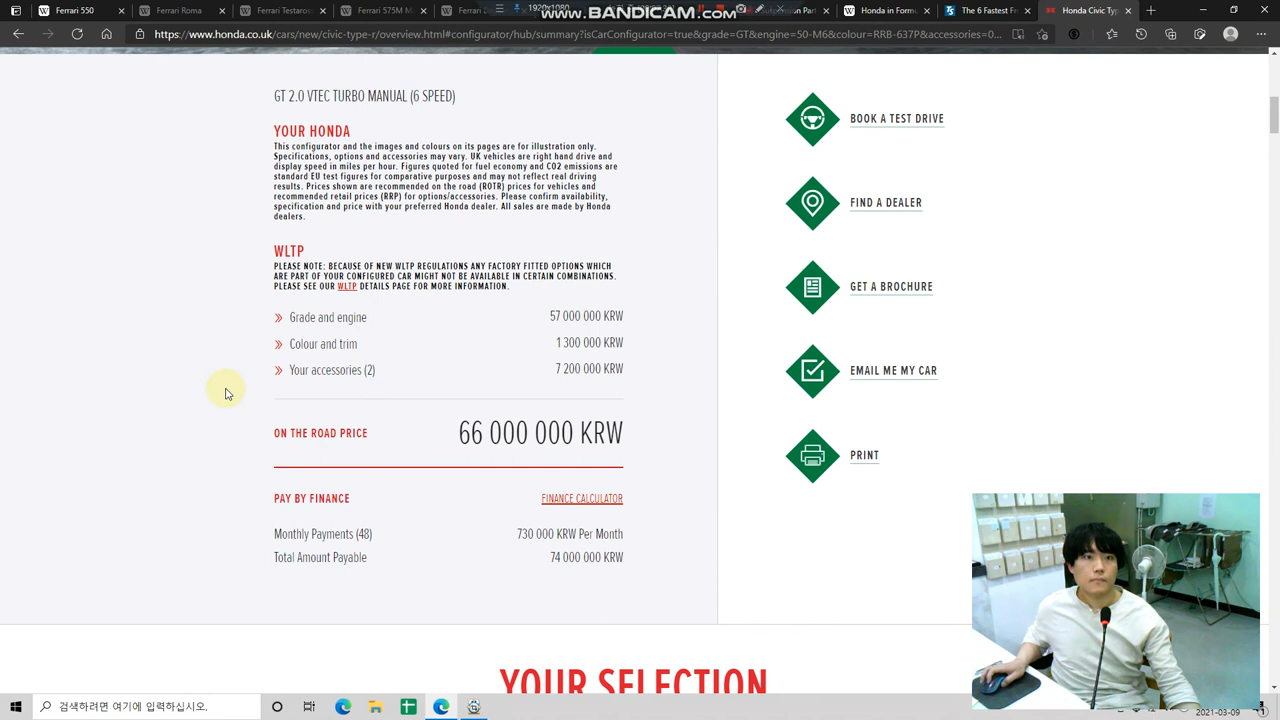 Ferrari 550
Ferrari Roma
Ferrari 575M M
Ferrari
1920x1080
WWW.BANDICAM.COM
Honda in Formul
The 6 Fastest Fr
Honda Civic Typ
https://www.honda.co.uk/cars/new/civic-type-r/overview.html#configurator/hub/summary?isCarConfigurator=true&grade=GT&engine=50-M6&colour=RRB-637P&accessori
GT 2.0 VTEC TURBO MANUAL (6 SPEED)
YOUR HONDA
This configurator and the images and colours on its pages are for illustration only.
Specifications, options and accessories may vary. UK vehicles are right hand drive and
display speed in miles per hour. Figures quoted for fuel economy and CO2 emissions are
standard EU test figures for comparative purposes and may not reflect real driving
results. Prices shown are recommended on the road (ROTR) prices for vehicles and
recommended retail prices (RRP) for options/accessories. Please confirm availability,
specification and price with your preferred Honda dealer. All sales are made by Honda
dealers.
WLTP
PLEASE NOTE: BECAUSE OF NEW WLTP REGULATIONS ANY FACTORY FITTED OPTIONS WHICH
ARE PART OF YOUR CONFIGURED CAR MIGHT NOT BE AVAILABLE IN CERTAIN COMBINATIONS.
PLEASE SEE OUR WLTP DETAILS PAGE FOR MORE INFORMATION.
Grade and engine 57 000 000 KRW
Colour and trim 1 300 000 KRW
Your accessories (2) 7 200 000 KRW
ON THE ROAD PRICE 66 000 000 KRW
PAY BY FINANCE FINANCE CALCULATOR
Monthly Payments (48) 730 000 KRW Per Month
Total Amount Payable 74 000 000 KRW
BOOK A TEST DRIVE
FIND A DEALER
GET A BROCHURE
EMAIL ME MY CAR
PRINT
YOUR SELECTION
검색하려면 여기에 입력하십시오.
2021-03-09